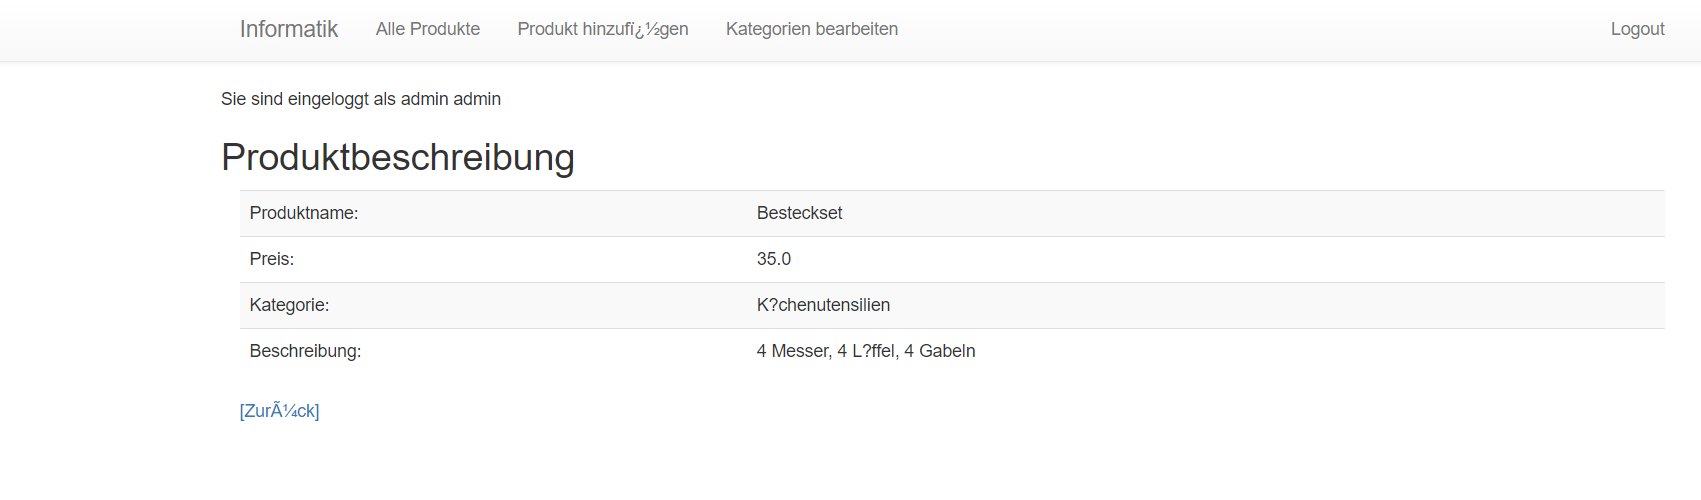 Informatik Alle Produkte Produkt hinzufï¿½gen Kategorien bearbeiten Logout
Sie sind eingeloggt als admin admin
Produktbeschreibung
Produktname: Besteckset
Preis: 35.0
Kategorie: K?chenutensilien
Beschreibung: 4 Messer, 4 L?ffel, 4 Gabeln
[ZurÃ¼ck]